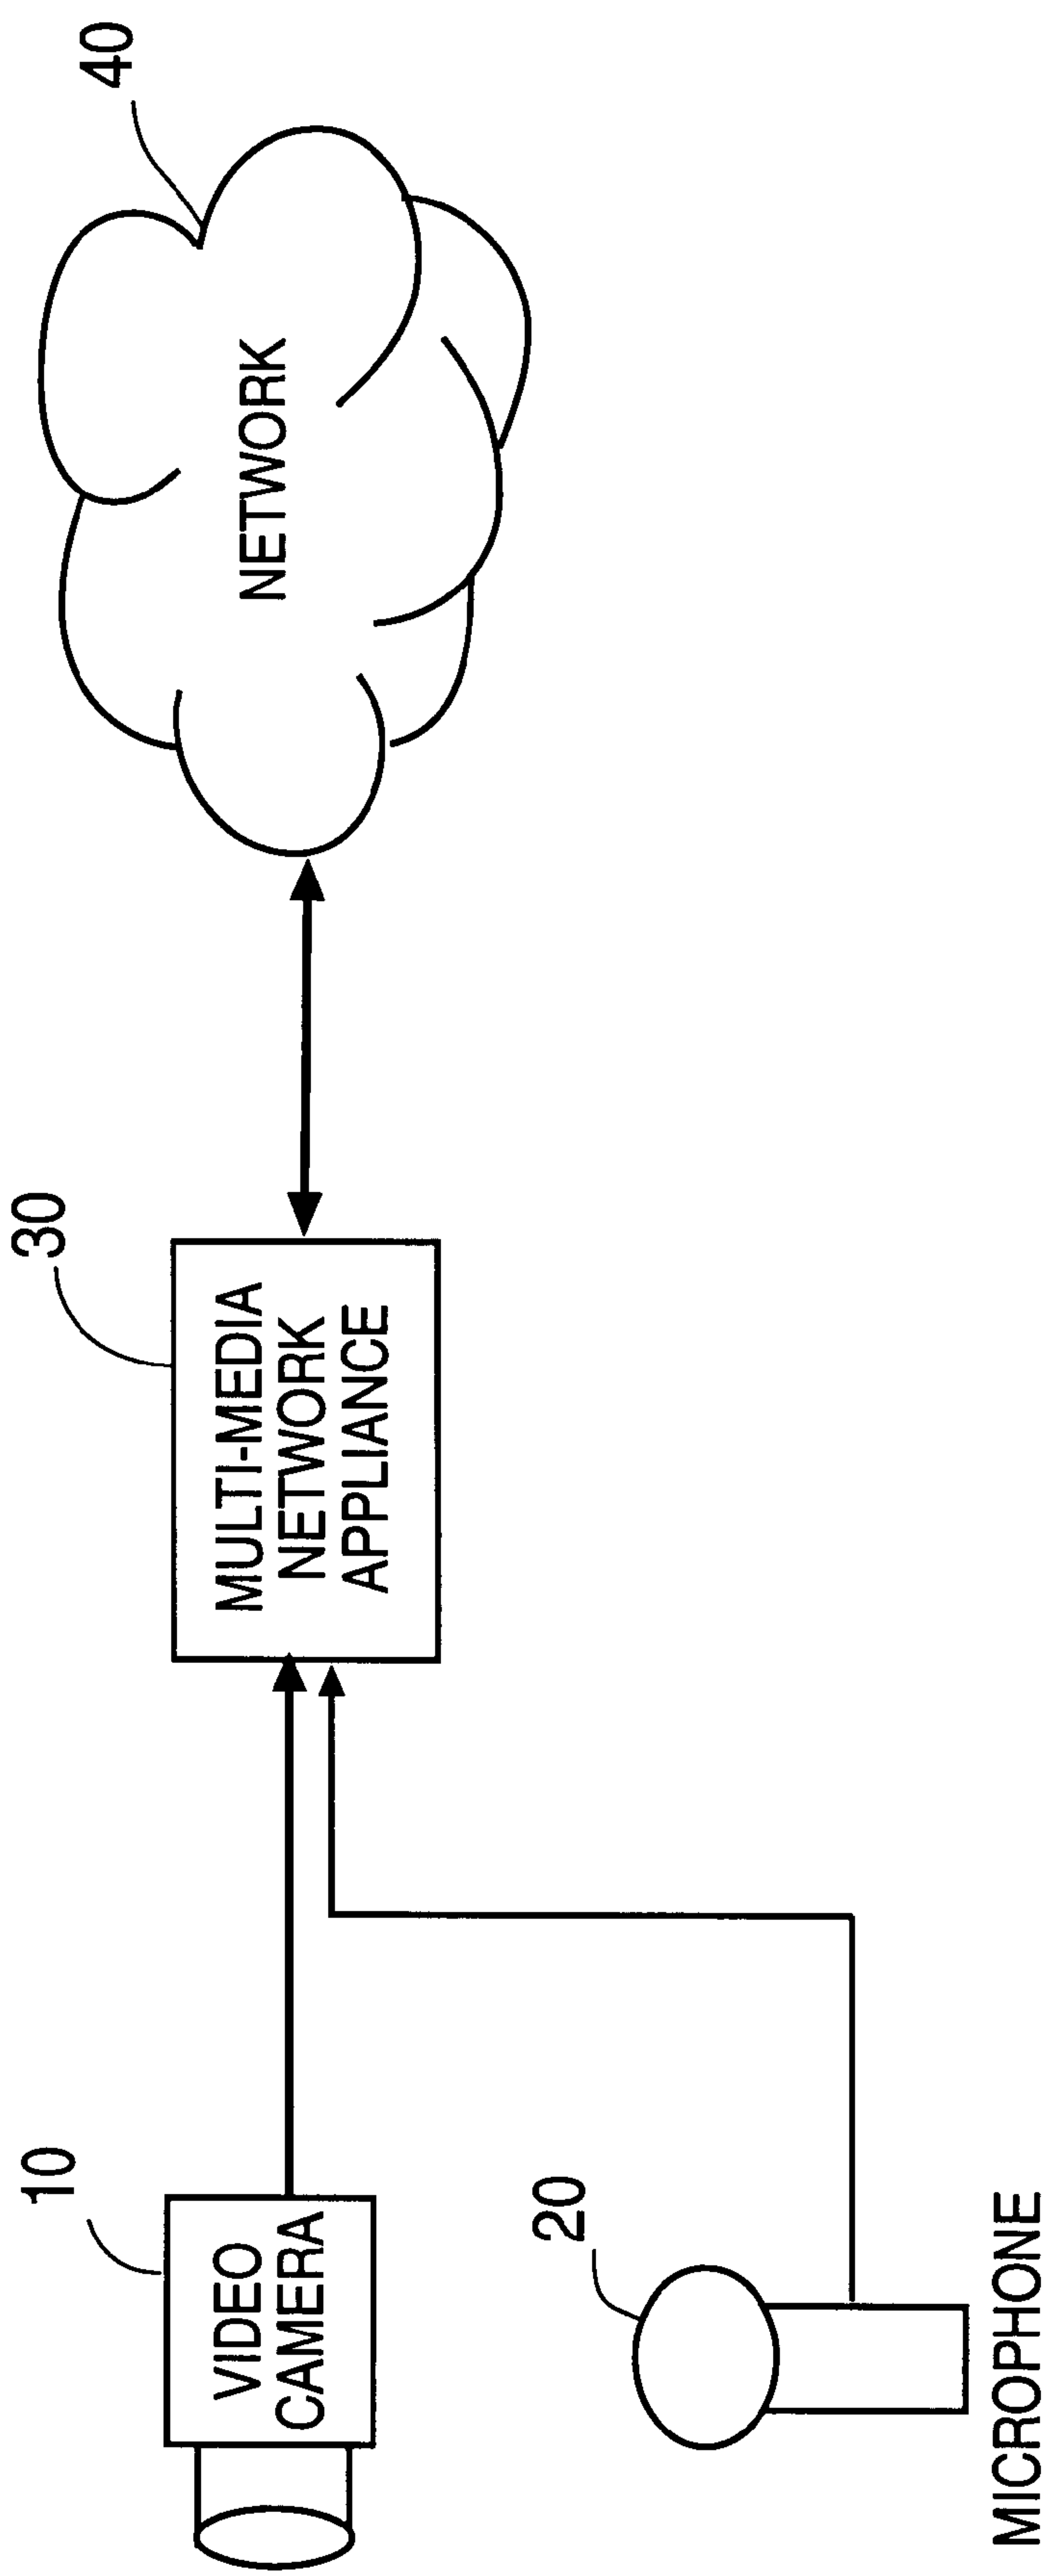 10
VIDEO
CAMERA
20
MICROPHONE
30
MULTI-MEDIA
NETWORK
APPLIANCE
40
NETWORK